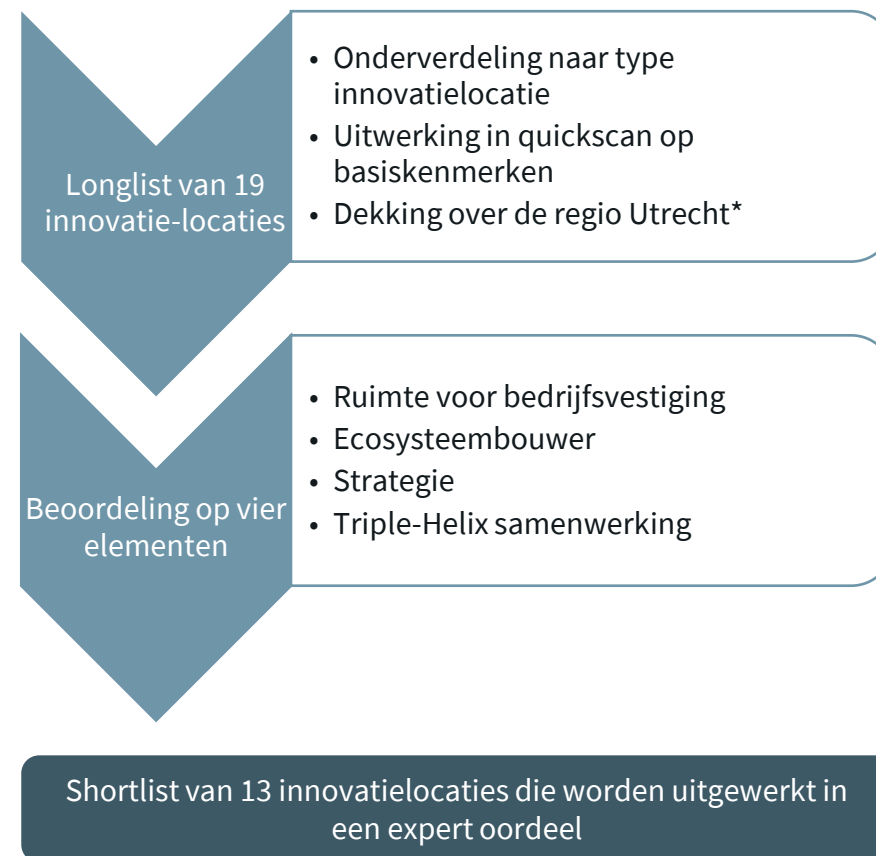 Longlist van 19
innovatie-locaties
• Onderverdeling naar type
innovatielocatie
• Uitwerking in quickscan op
basiskenmerken
• Dekking over de regio Utrecht*
Beoordeling op vier
elementen
• Ruimte voor bedrijfsvestiging
• Ecosysteembouwer
• Strategie
• Triple-Helix samenwerking
Shortlist van 13 innovatielocaties die worden uitgewerkt in
een expert oordeel